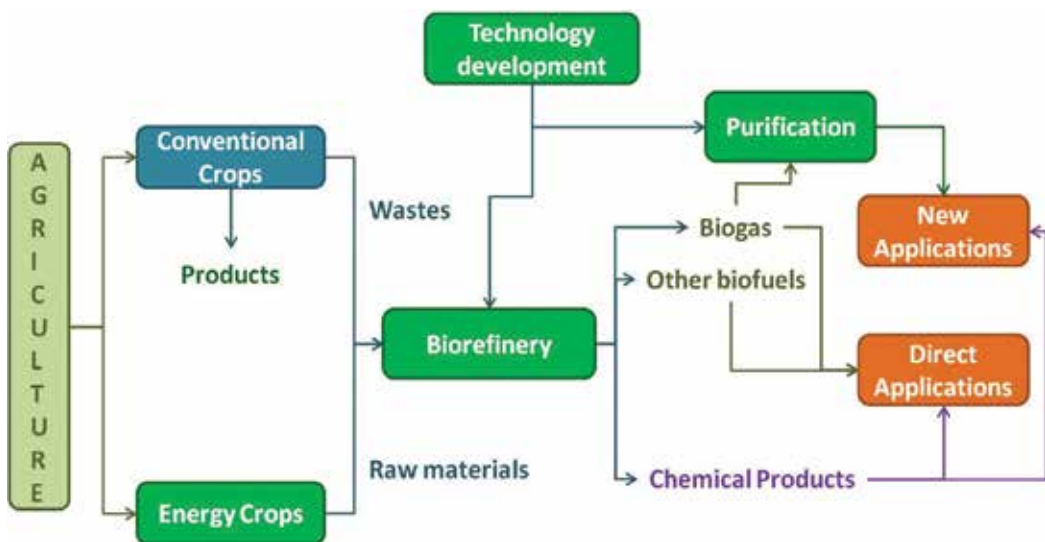 Technology
development
Purification
AGRICULTURE
Conventional
Crops
Wastes
New
Applications
Biogas
Products
Other biofuels
Biorefinery
Direct
Applications
Raw materials
Chemical Products
Energy Crops